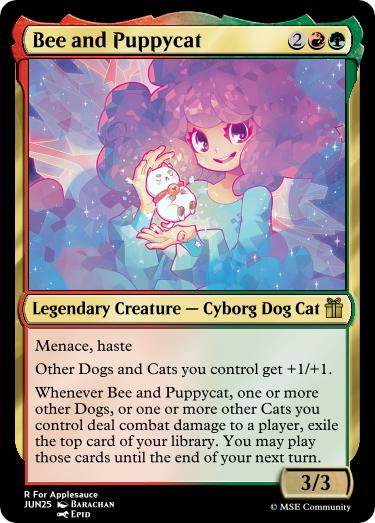 Bee and Puppycat 2
Legendary Creature — Cyborg Dog Cat
Menace, haste
Other Dogs and Cats you control get +1/+1.
Whenever Bee and Puppycat, one or more
other Dogs, or one or more other Cats you
control deal combat damage to a player, exile
the top card of your library. You may play
those cards until the end of your next turn.
3/3
R For Applesauce
JUN25 Barachan
Epid
© MSE Community